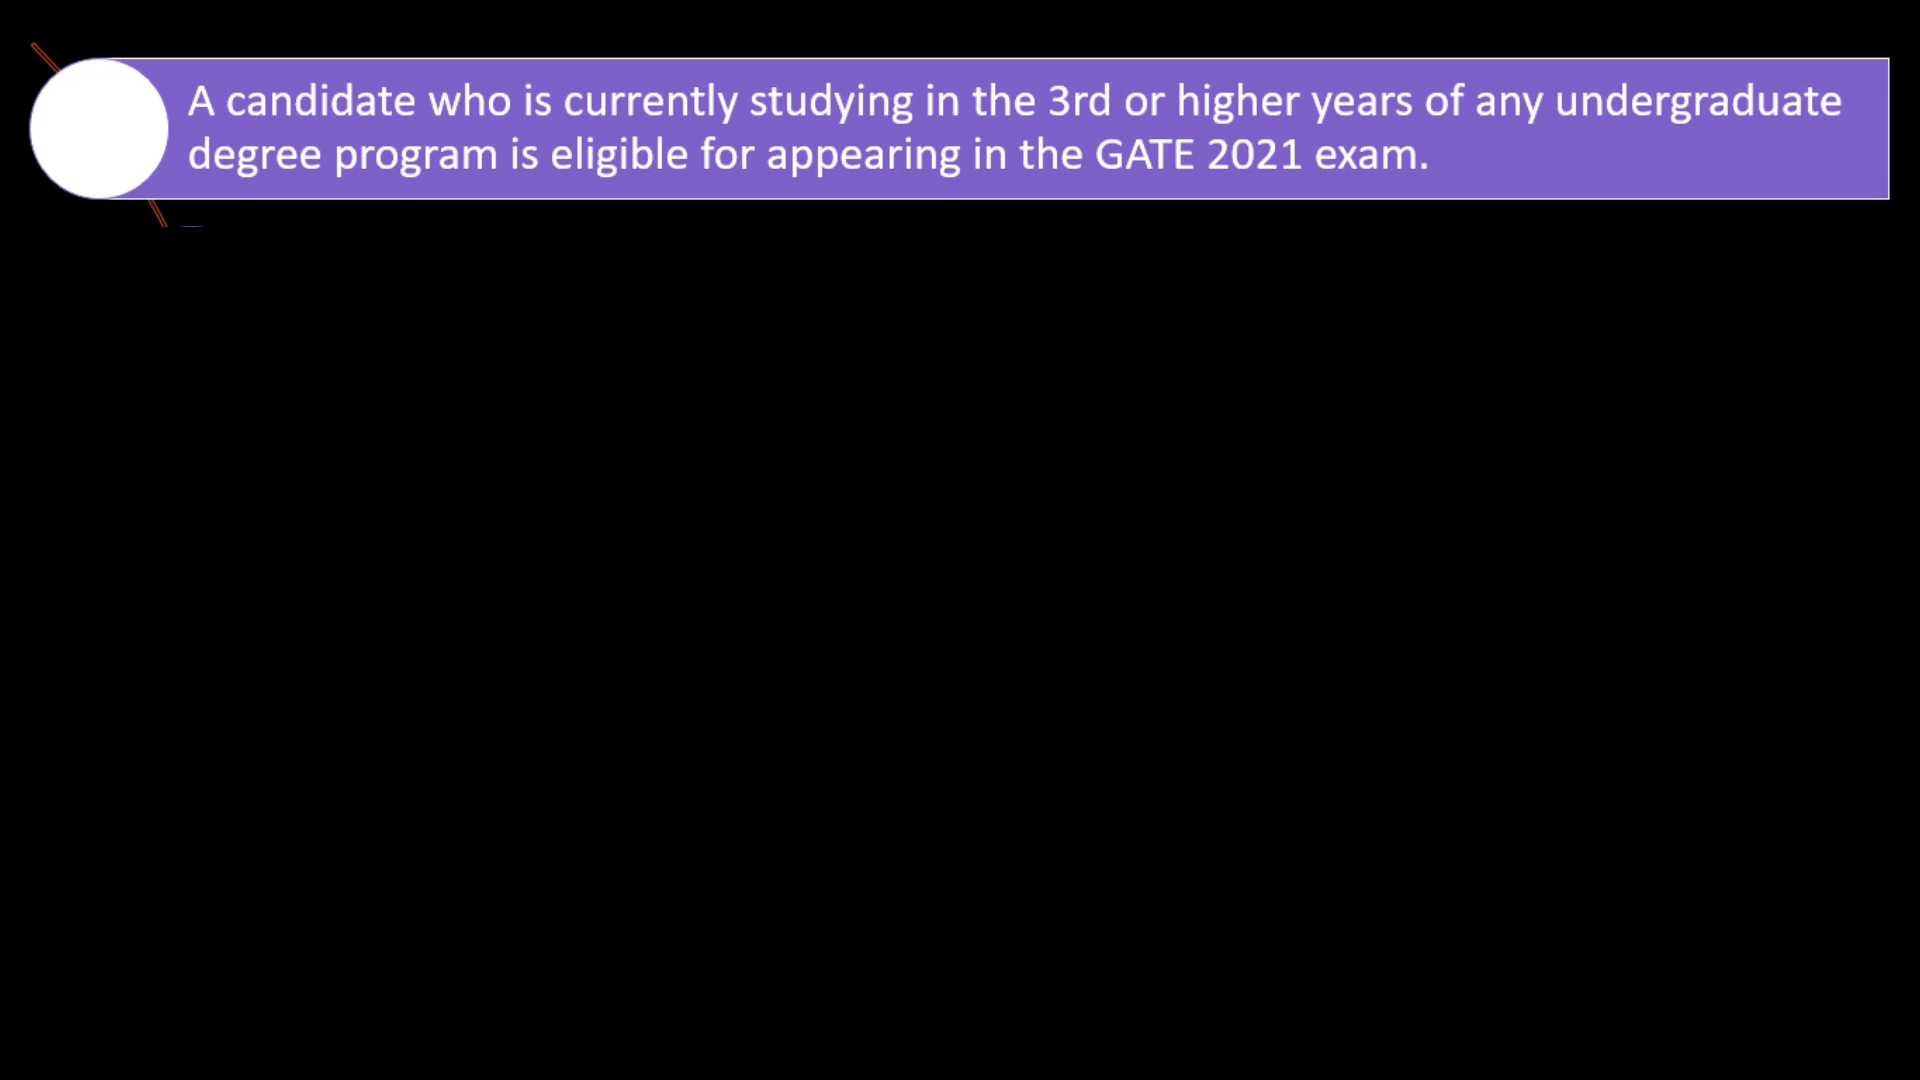 A candidate who is currently studying in the 3rd or higher years of any undergraduate
degree program is eligible for appearing in the GATE 2021 exam.